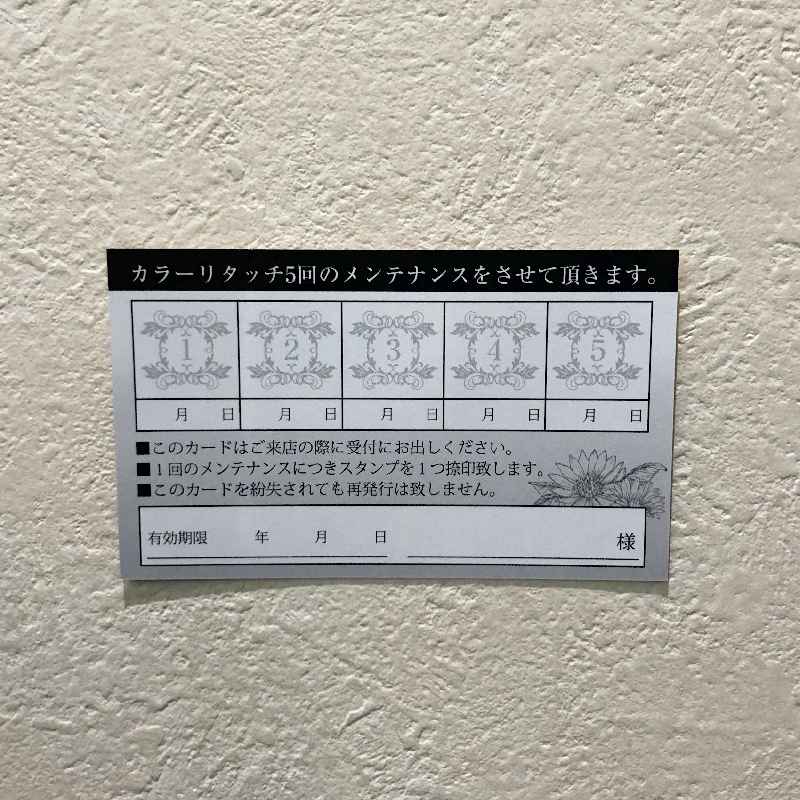 カラーリタッチ5回のメンテナンスをさせて頂きます。
1 2 3 4 5
月 日 月 日 月 日 月 日 月 日
■このカードはご来店の際に受付にお出しください。
■1回のメンテナンスにつきスタンプを1つ捺印致します。
■このカードを紛失されても再発行は致しません。
有効期限 年 月 日 様